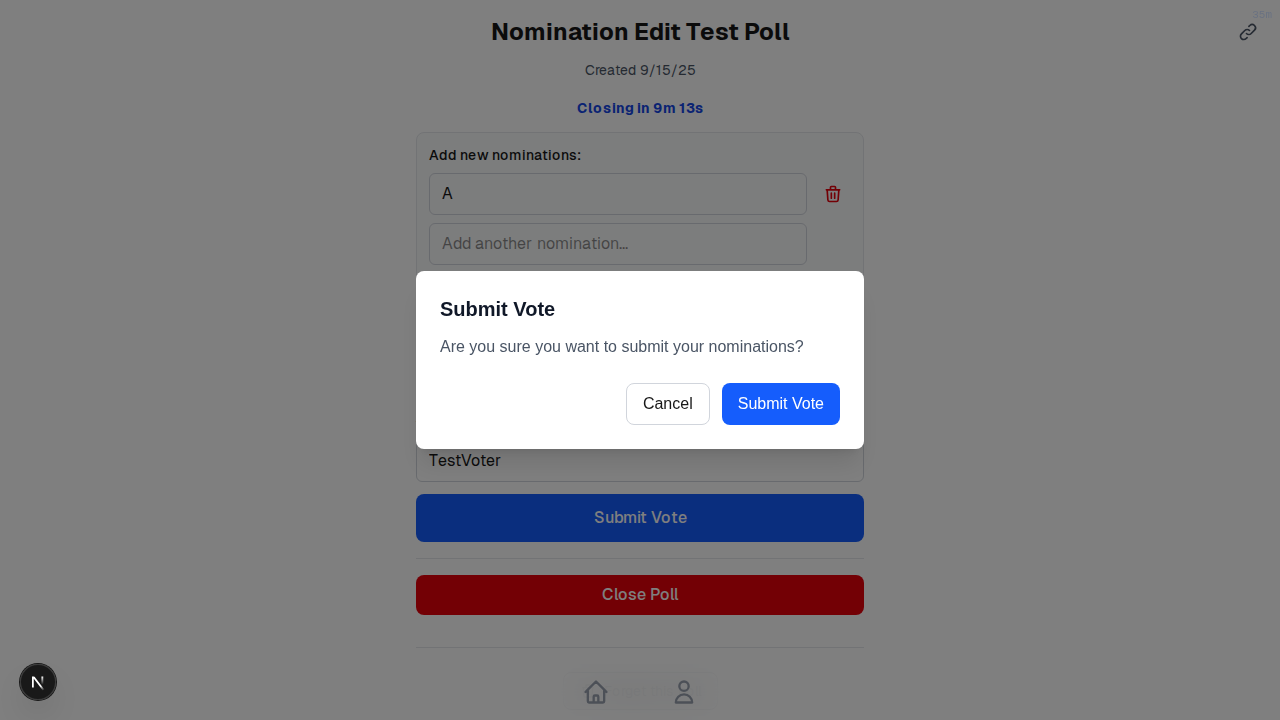 Nomination Edit Test Poll
Created 9/15/25
Closing in 9m 13s
Add new nominations:
A
Add another nomination...
Submit Vote
Are you sure you want to submit your nominations?
Cancel
Submit Vote
TestVoter
Submit Vote
Close Poll
N